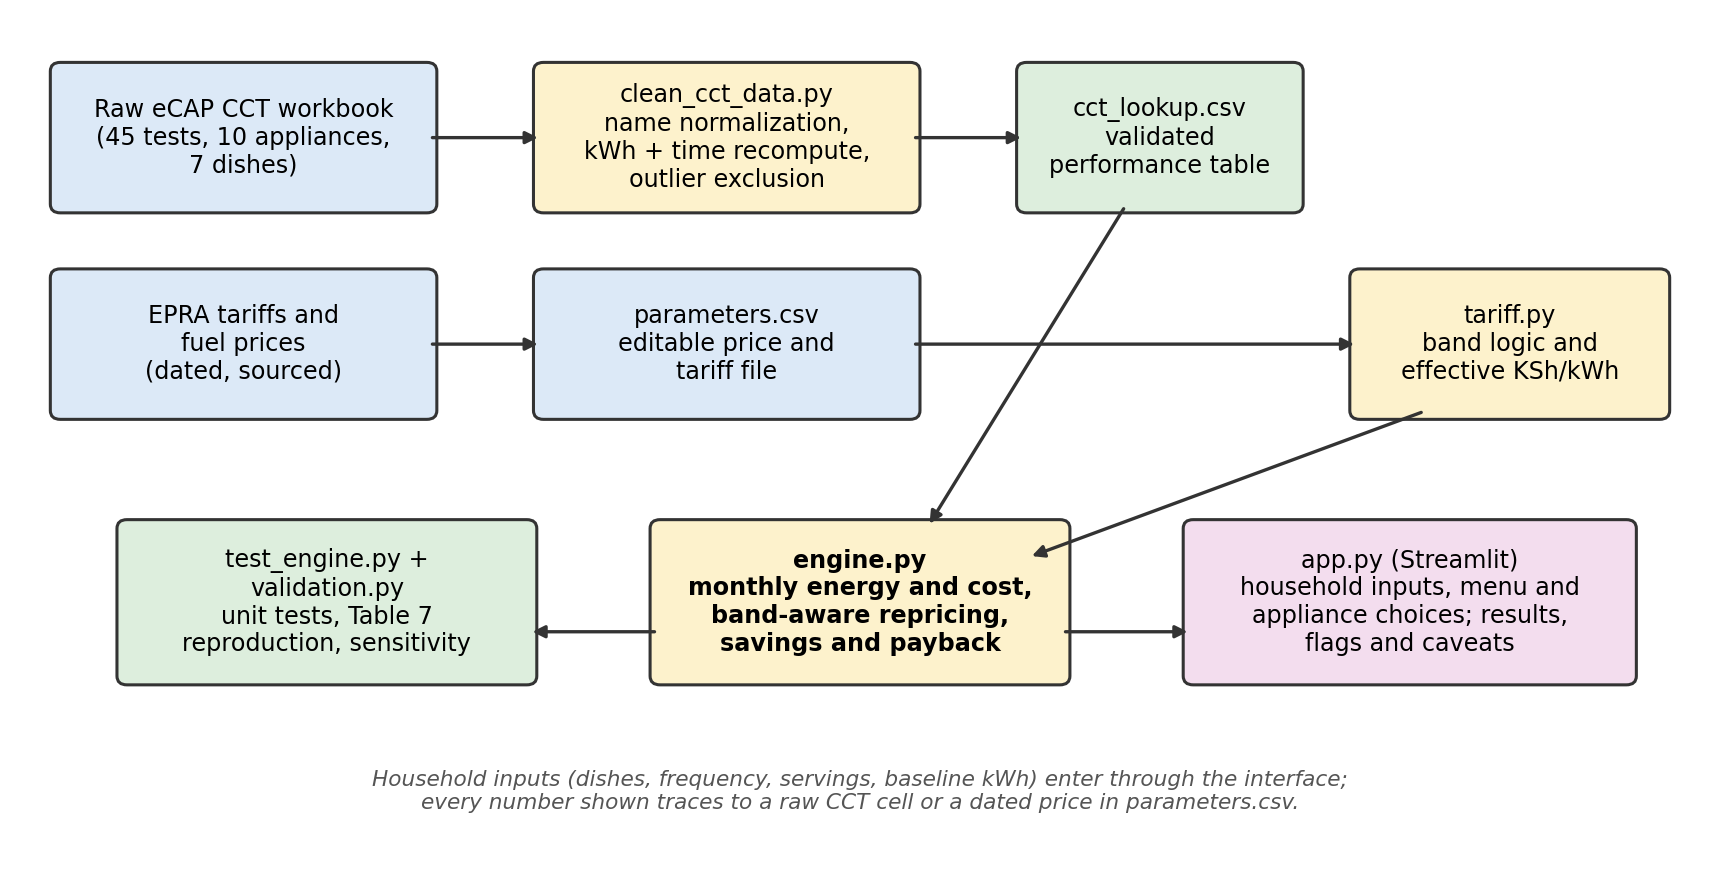 Raw eCAP CCT workbook
(45 tests, 10 appliances,
7 dishes)
clean_cct_data.py
name normalization,
kWh + time recompute,
outlier exclusion
cct_lookup.csv
validated
performance table
EPRA tariffs and
fuel prices
(dated, sourced)
parameters.csv
editable price and
tariff file
tariff.py
band logic and
effective KSh/kWh
test_engine.py +
validation.py
unit tests, Table 7
reproduction, sensitivity
engine.py
monthly energy and cost,
band-aware repricing,
savings and payback
app.py (Streamlit)
household inputs, menu and
appliance choices; results,
flags and caveats
Household inputs (dishes, frequency, servings, baseline kWh) enter through the interface;
every number shown traces to a raw CCT cell or a dated price in parameters.csv.